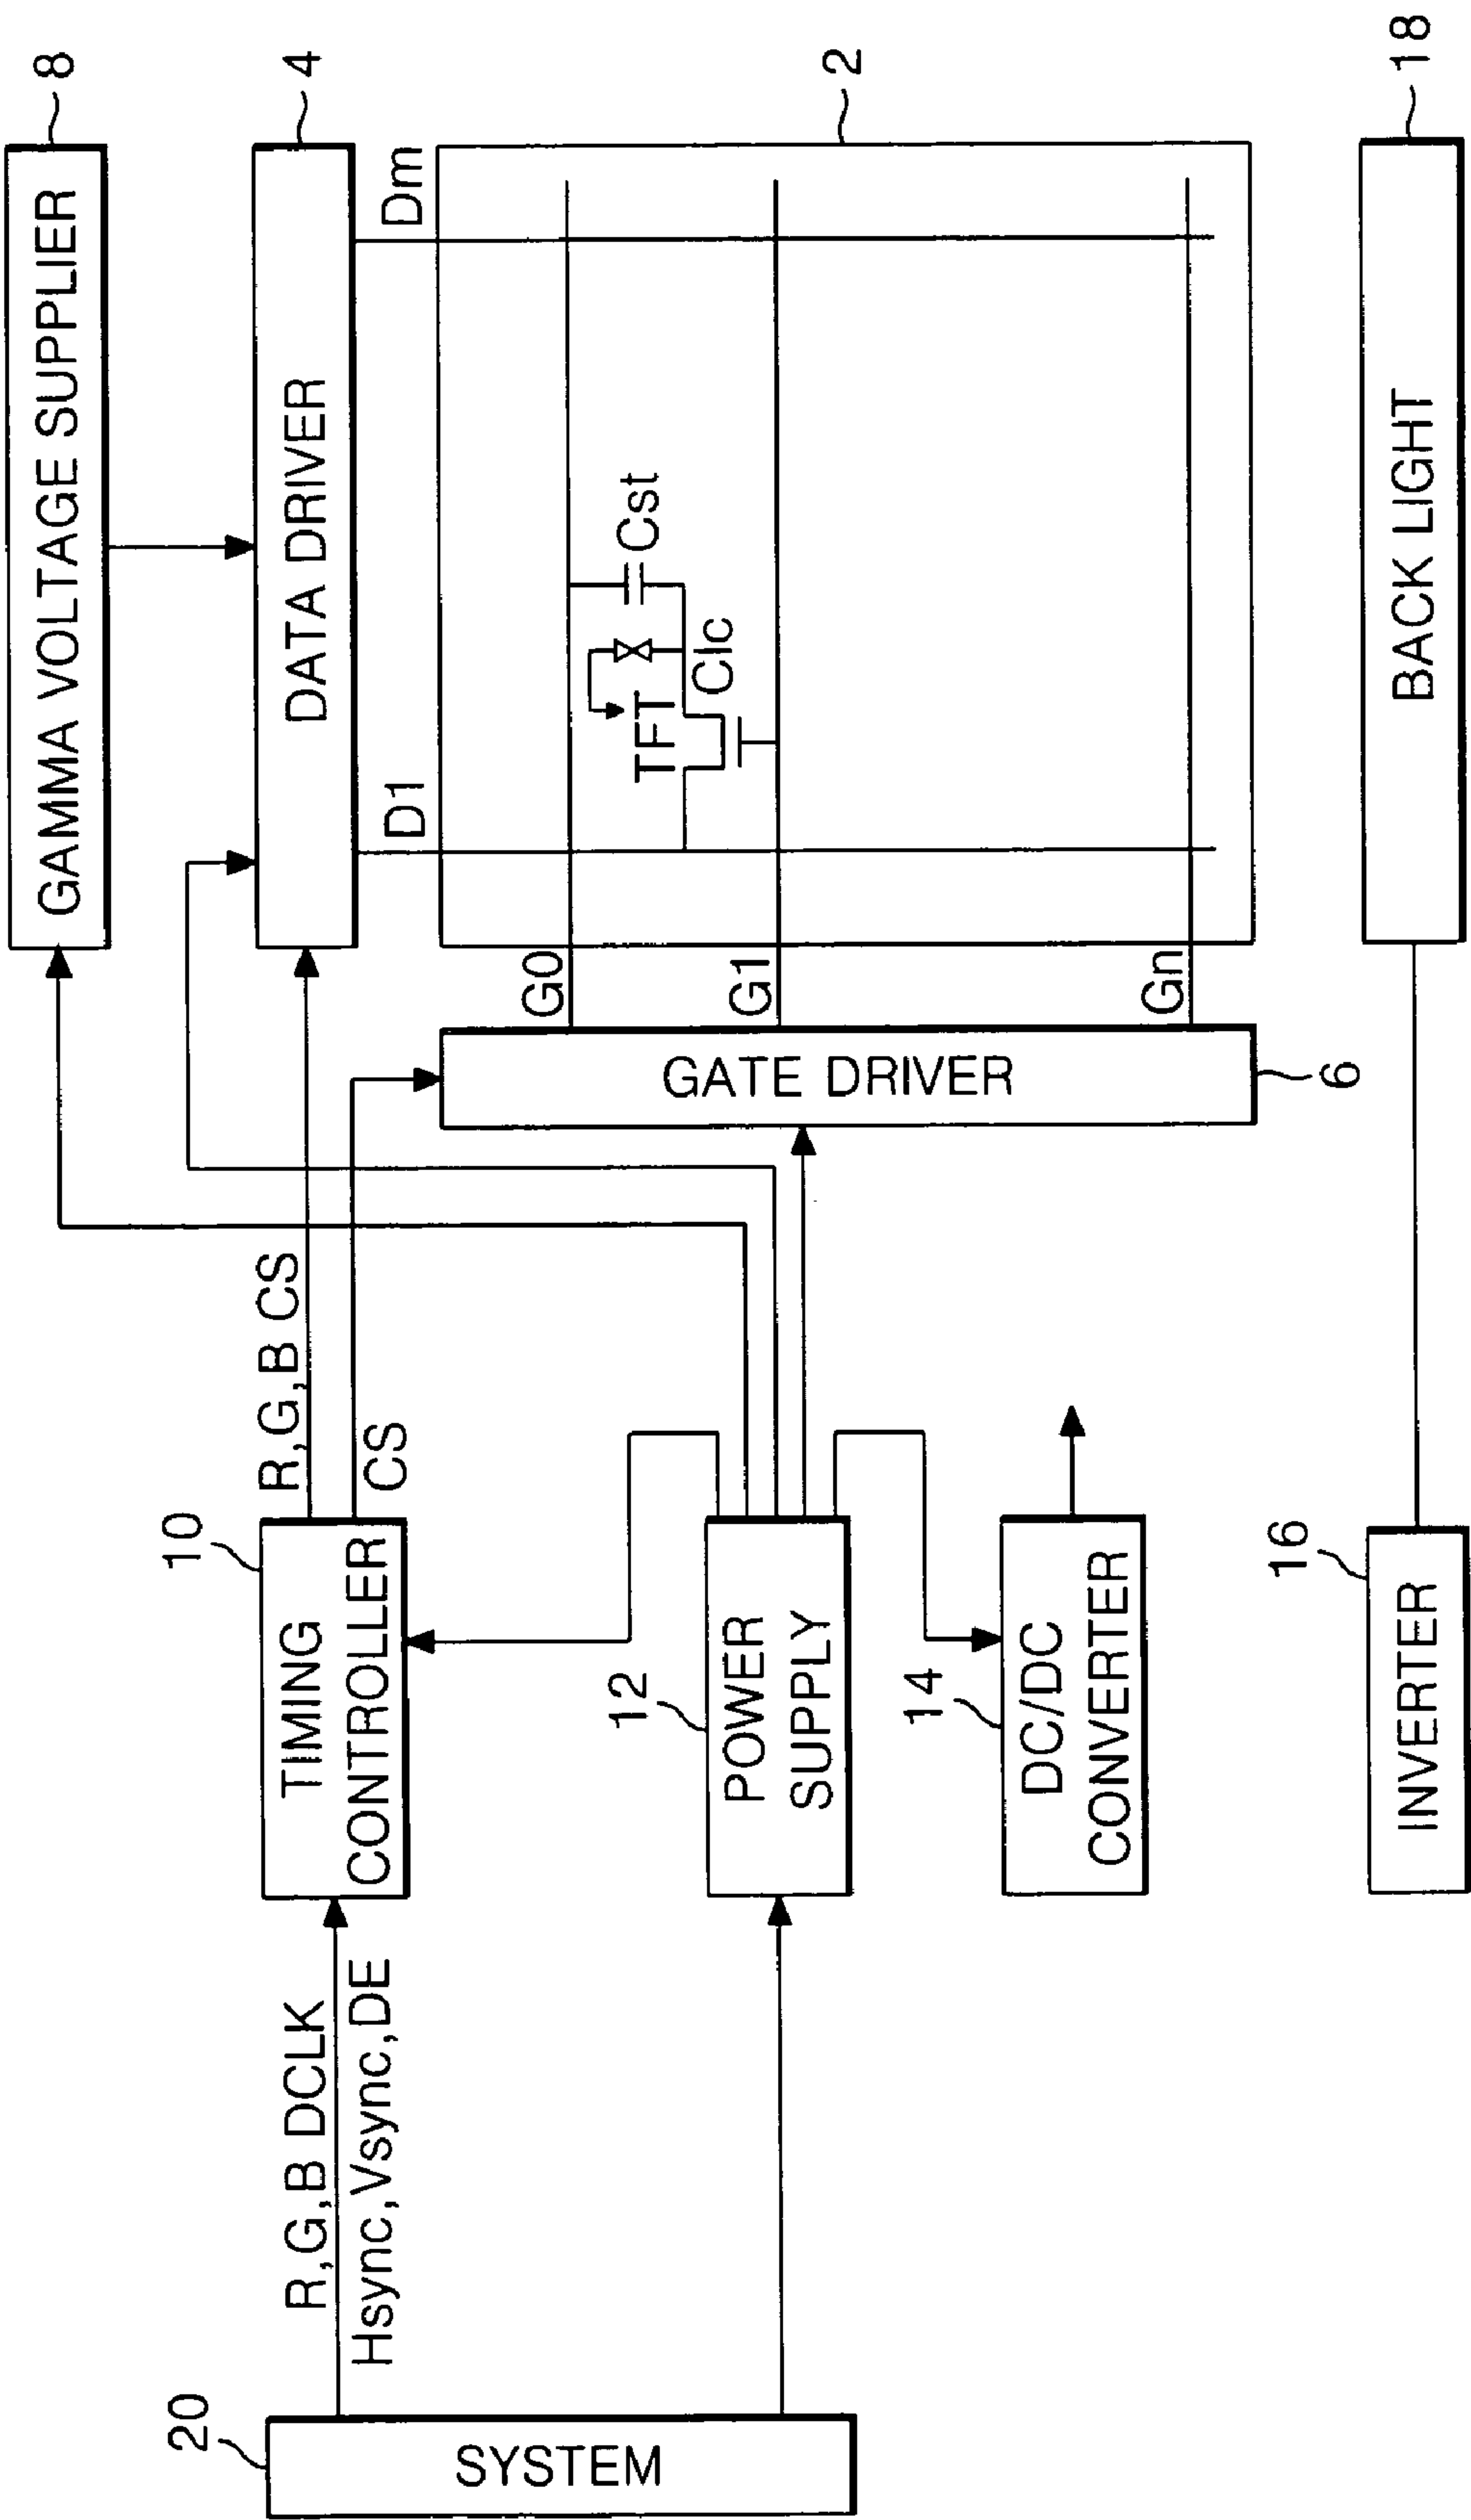 GAMMA VOLTAGE SUPPLIER
8
DATA DRIVER
4
R,G,B CS
CS
D1
Dm
2
10
TIMING
CONTROLLER
R,G,B DCLK
Hsync,Vsync,DE
20
SYSTEM
G0
G1
Gn
GATE DRIVER
6
Cst
TFT
Clc
12
POWER
SUPPLY
14
DC/DC
CONVERTER
16
INVERTER
BACK LIGHT
18